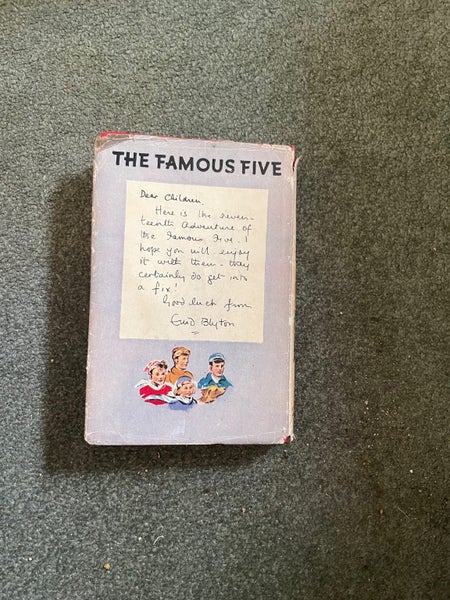 THE FAMOUS FIVE
Dear Children,
Here is the seven-
teenth Adventure of
the Famous Five. I
hope you will enjoy
it with them - they
certainly do get into
a fix!
Good luck from
Enid Blyton